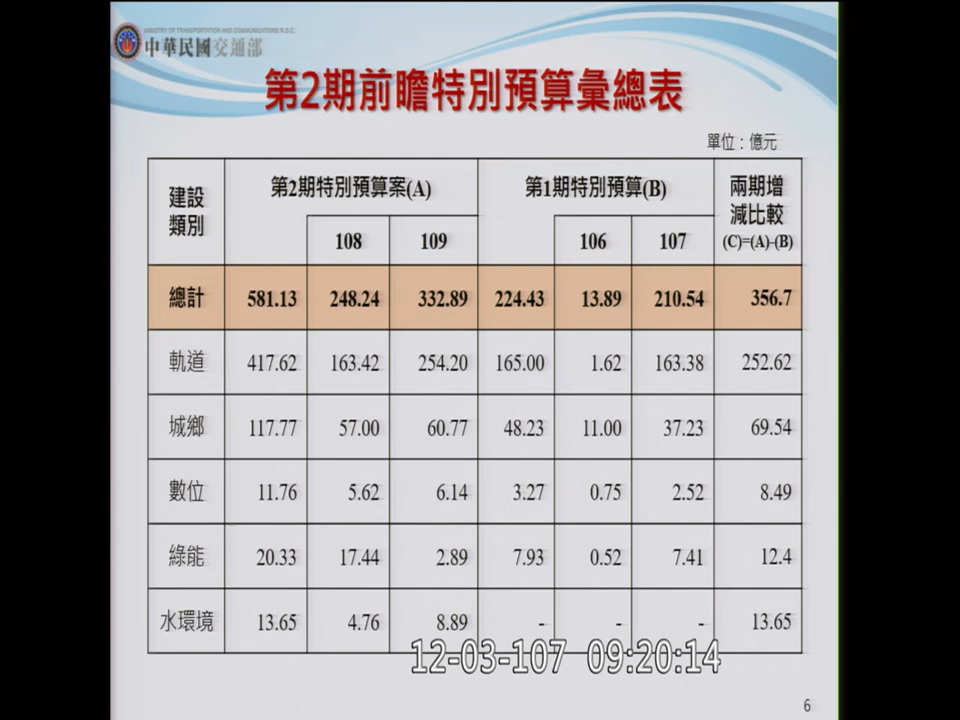 MINISTRY OF TRANSPORTATION AND COMMUNICATIONS R.O.C.
中華民國交通部
第2期前瞻特別預算彙總表
單位：億元
建設類別 第2期特別預算案(A) 第1期特別預算(B) 兩期增減比較(C)=(A)-(B)
108 109 106 107
總計 581.13 248.24 332.89 224.43 13.89 210.54 356.7
軌道 417.62 163.42 254.20 165.00 1.62 163.38 252.62
城鄉 117.77 57.00 60.77 48.23 11.00 37.23 69.54
數位 11.76 5.62 6.14 3.27 0.75 2.52 8.49
綠能 20.33 17.44 2.89 7.93 0.52 7.41 12.4
水環境 13.65 4.76 8.89 - - - 13.65
12-03-107 09:20:14
6